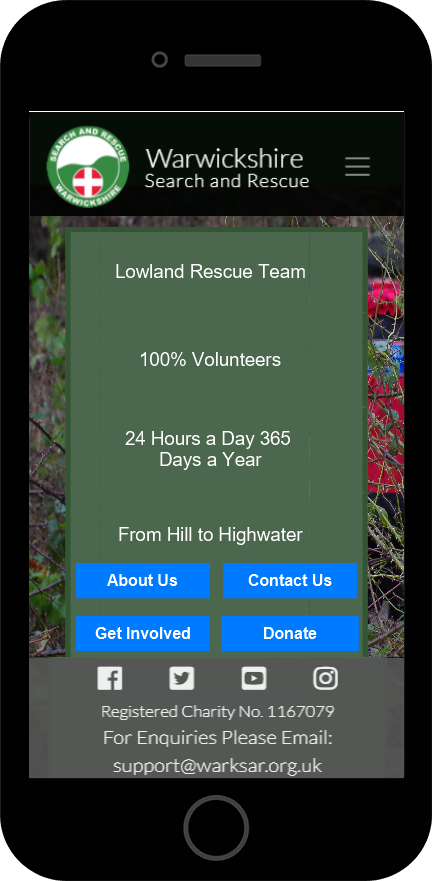 SEARCH AND RESCUE
WARWICKSHIRE
Warwickshire
Search and Rescue
Lowland Rescue Team
100% Volunteers
24 Hours a Day 365
Days a Year
From Hill to Highwater
About Us
Contact Us
Get Involved
Donate
Registered Charity No. 1167079
For Enquiries Please Email:
support@warksar.org.uk